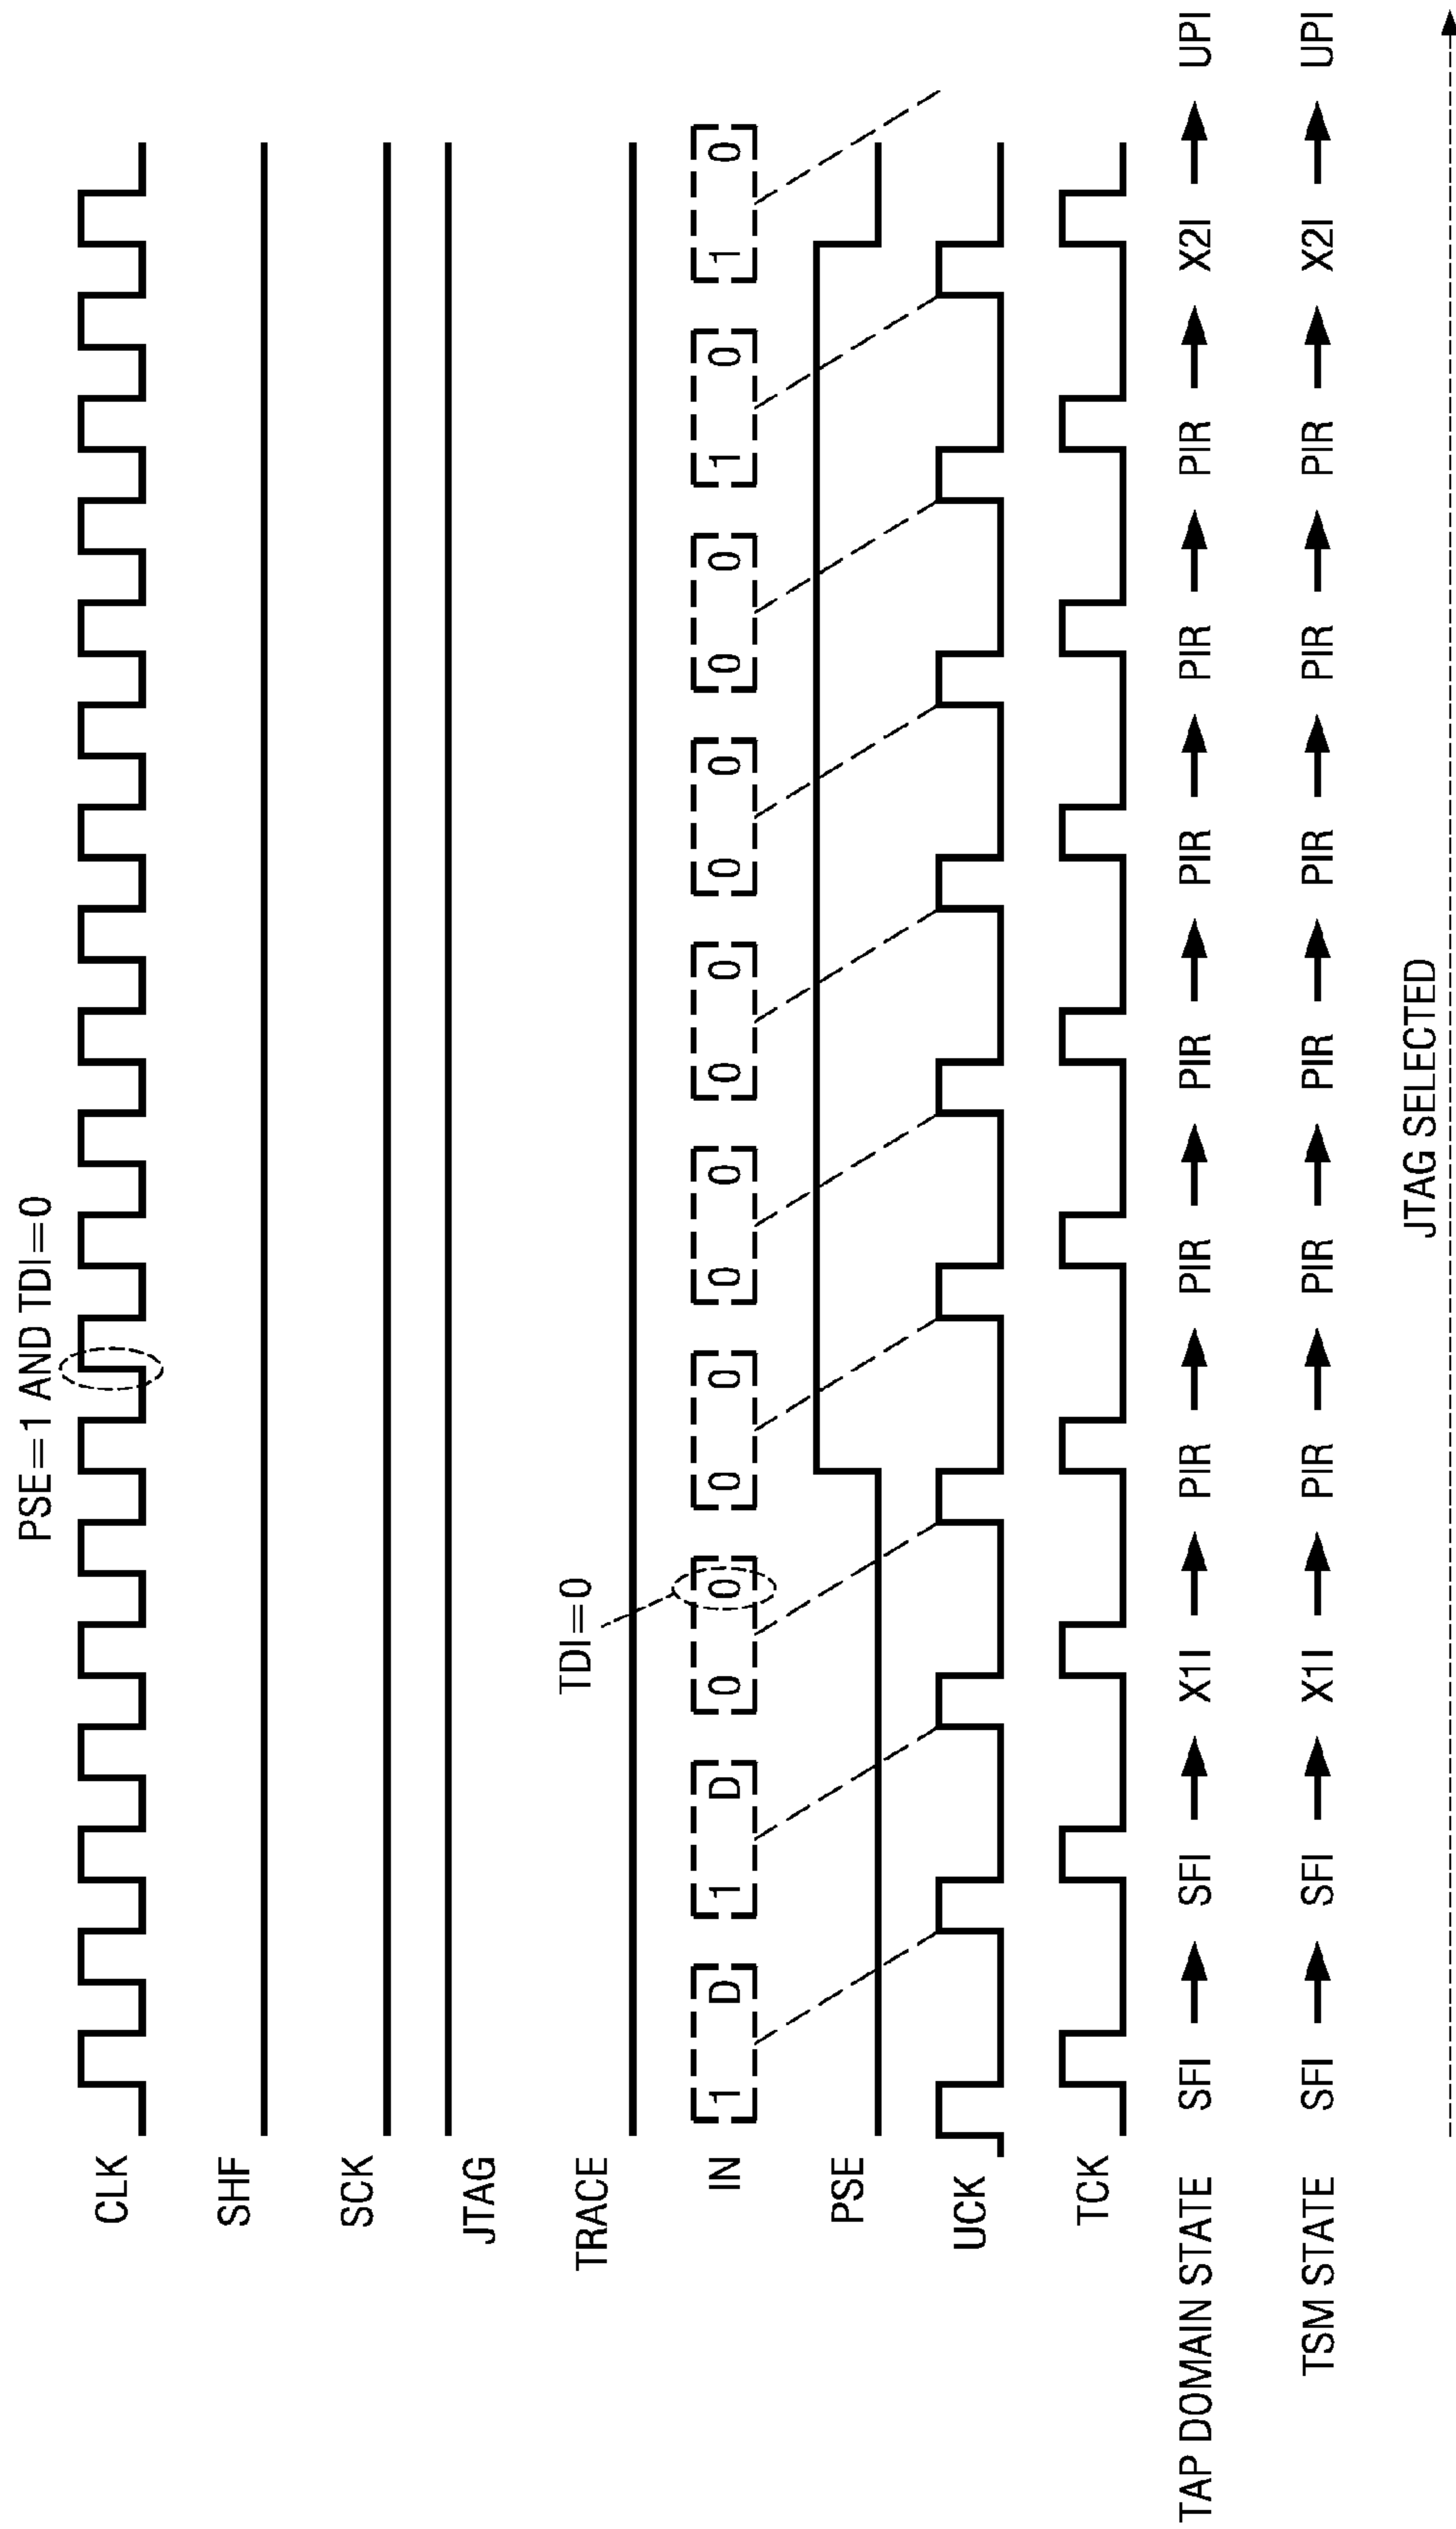 PSE=1 AND TDI=0
CLK
SHF
SCK
JTAG
TDI=0
TRACE
IN 1 D 1 D 0 0 0 0 0 0 0 0 0 0 0 0 1 0 1 0
PSE
UCK
TCK
TAP DOMAIN STATE SFI SFI X1I PIR PIR PIR PIR PIR PIR X2I UPI
TSM STATE SFI SFI X1I PIR PIR PIR PIR PIR PIR X2I UPI
JTAG SELECTED